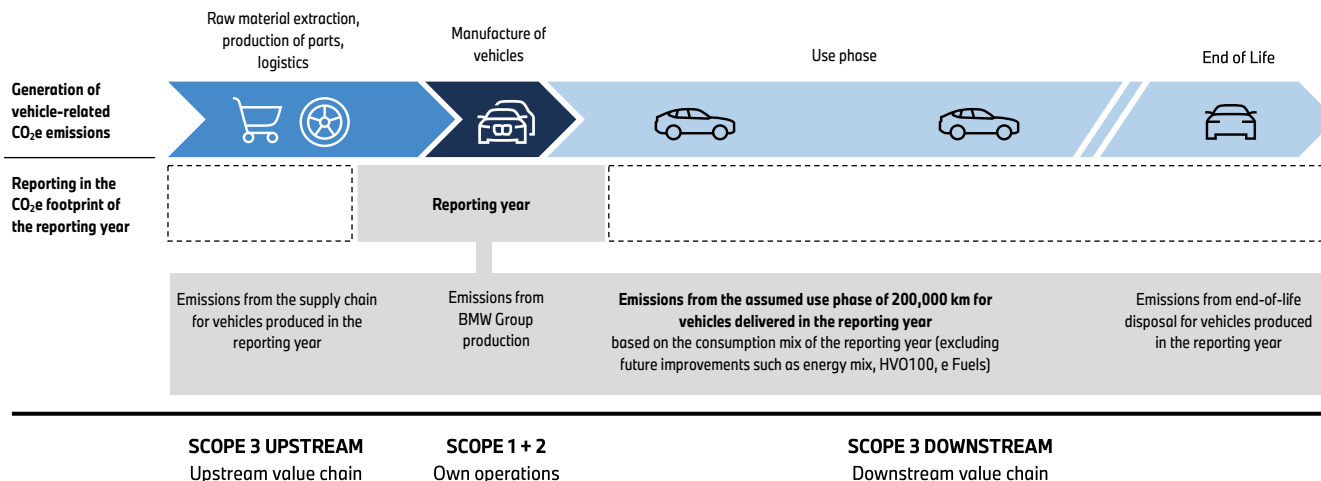 Raw material extraction,
production of parts,
logistics
Manufacture of
vehicles
Use phase
End of Life
Generation of
vehicle-related
CO₂e emissions
Reporting in the
CO₂e footprint of
the reporting year
Reporting year
Emissions from the supply chain
for vehicles produced in the
reporting year
Emissions from
BMW Group
production
Emissions from the assumed use phase of 200,000 km for
vehicles delivered in the reporting year
based on the consumption mix of the reporting year (excluding
future improvements such as energy mix, HVO100, e Fuels)
Emissions from end-of-life
disposal for vehicles produced
in the reporting year
SCOPE 3 UPSTREAM
Upstream value chain
SCOPE 1 + 2
Own operations
SCOPE 3 DOWNSTREAM
Downstream value chain